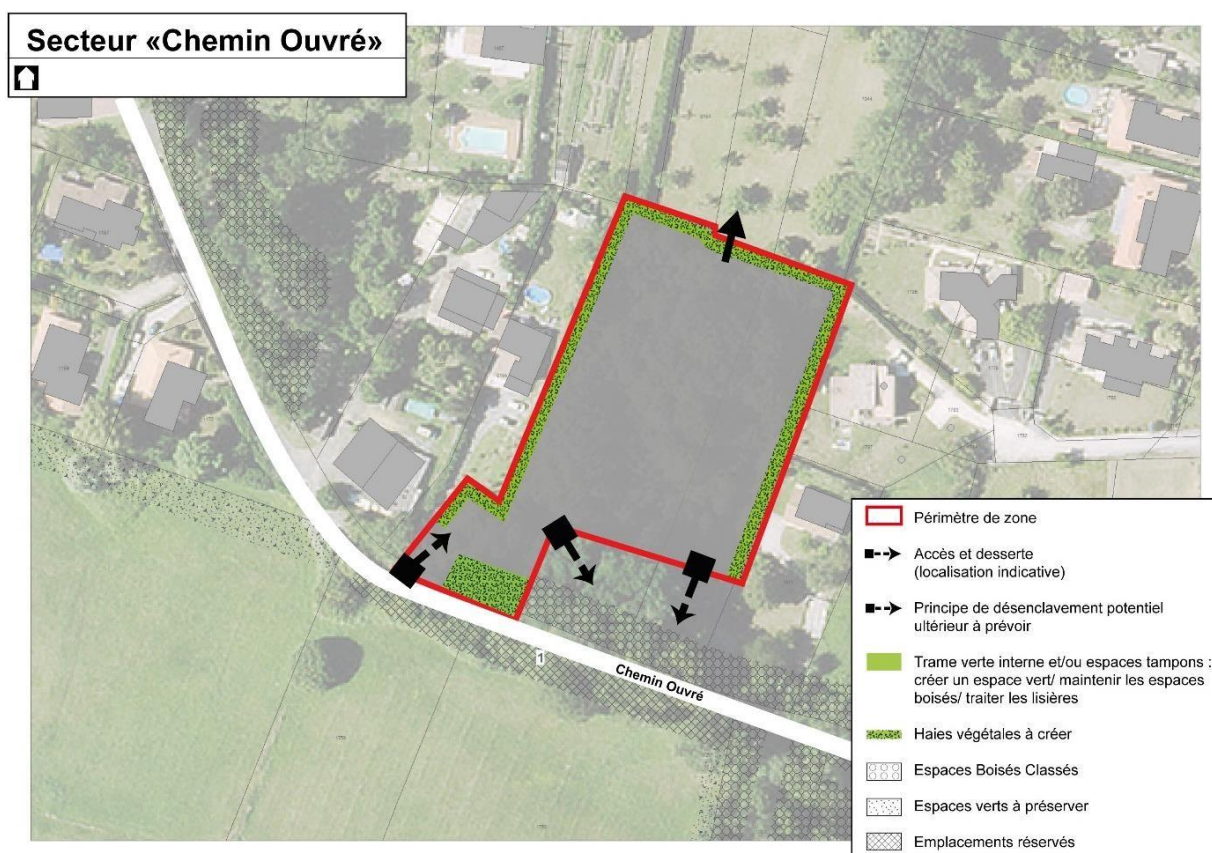 Secteur «Chemin Ouvré»
1
Chemin Ouvré
Périmètre de zone
Accès et desserte
(localisation indicative)
Principe de désenclavement potentiel
ultérieur à prévoir
Trame verte interne et/ou espaces tampons :
créer un espace vert/ maintenir les espaces
boisés/ traiter les lisières
Haies végétales à créer
Espaces Boisés Classés
Espaces verts à préserver
Emplacements réservés